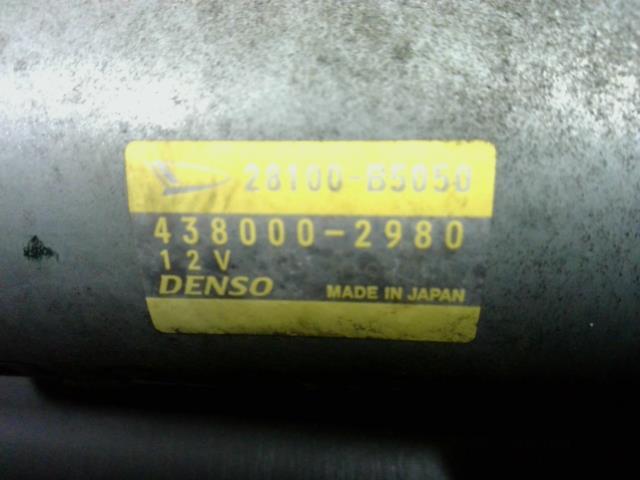 28100-B5050
438000-2980
12V
DENSO MADE IN JAPAN